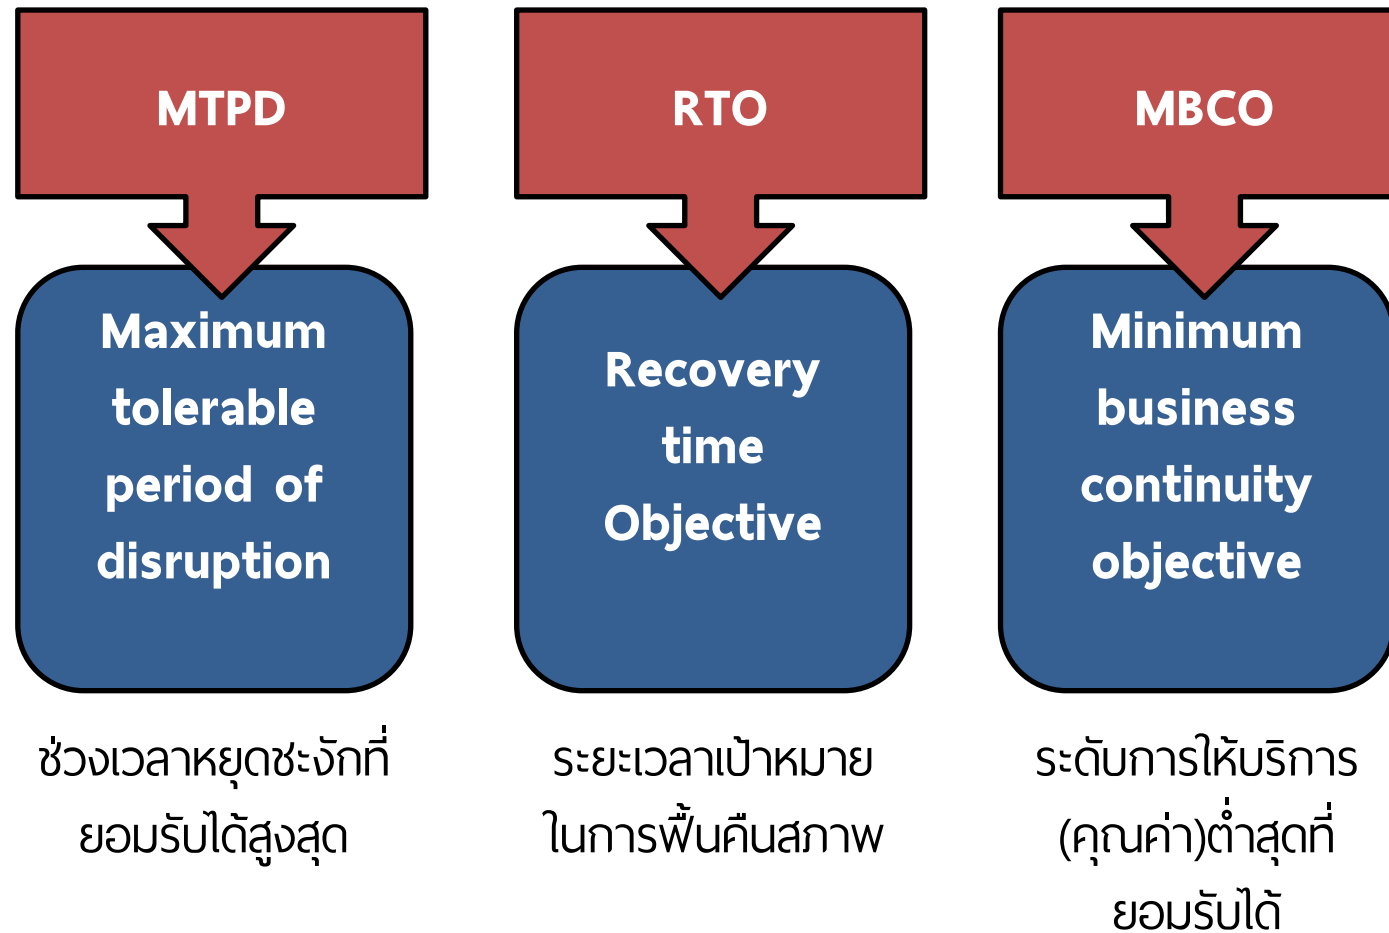 MTPD
RTO
MBCO
Maximum
tolerable
period of
disruption
Recovery
time
Objective
Minimum
business
continuity
objective
ช่วงเวลาหยุดชะงักที่
ยอมรับได้สูงสุด
ระยะเวลาเป้าหมาย
ในการฟื้นคืนสภาพ
ระดับการให้บริการ
(คุณค่า)ต่ำสุดที่
ยอมรับได้